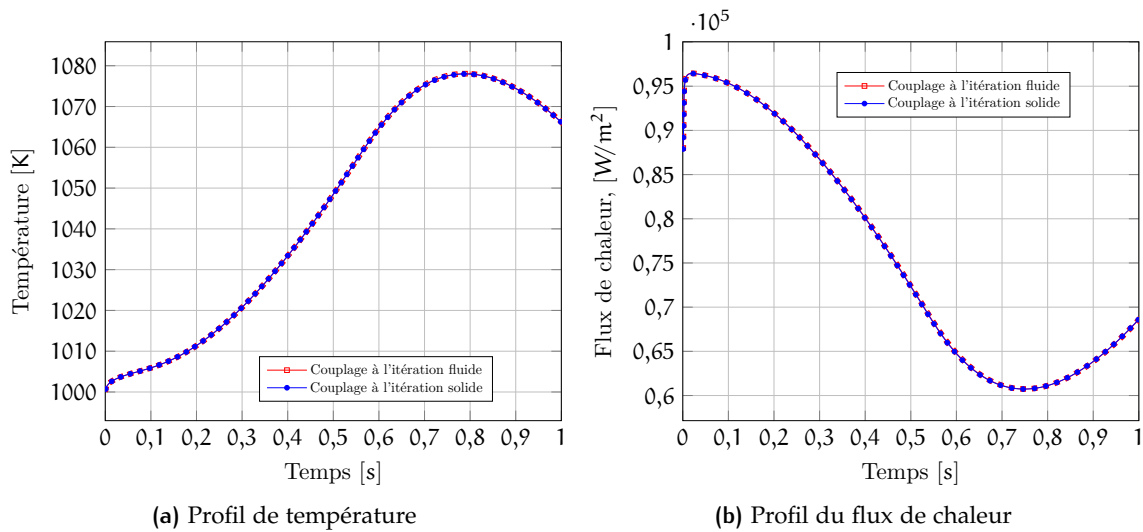 1080
1070
1060
1050
1040
1030
1020
1010
1000
Température [K]
Couplage à l'itération fluide
Couplage à l'itération solide
0 0,1 0,2 0,3 0,4 0,5 0,6 0,7 0,8 0,9 1
Temps [s]
(a) Profil de température
·10⁵
1
0,95
0,9
0,85
0,8
0,75
0,7
0,65
0,6
Flux de chaleur, [W/m²]
Couplage à l'itération fluide
Couplage à l'itération solide
0 0,1 0,2 0,3 0,4 0,5 0,6 0,7 0,8 0,9 1
Temps [s]
(b) Profil du flux de chaleur